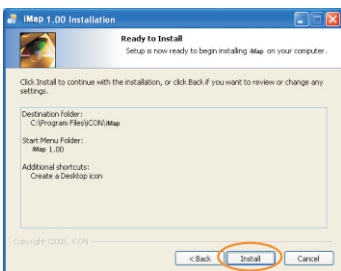 iMap 1.00 Installation
Ready to Install
Setup is now ready to begin installing iMap on your computer.
Click Install to continue with the installation, or click Back if you want to review or change any
settings.
Destination folder:
C:\Program Files\iCON\iMap
Start Menu Folder:
iMap 1.00
Additional shortcuts:
Create a Desktop icon
Copyright ?2008, iCON
< Back
Install
Cancel